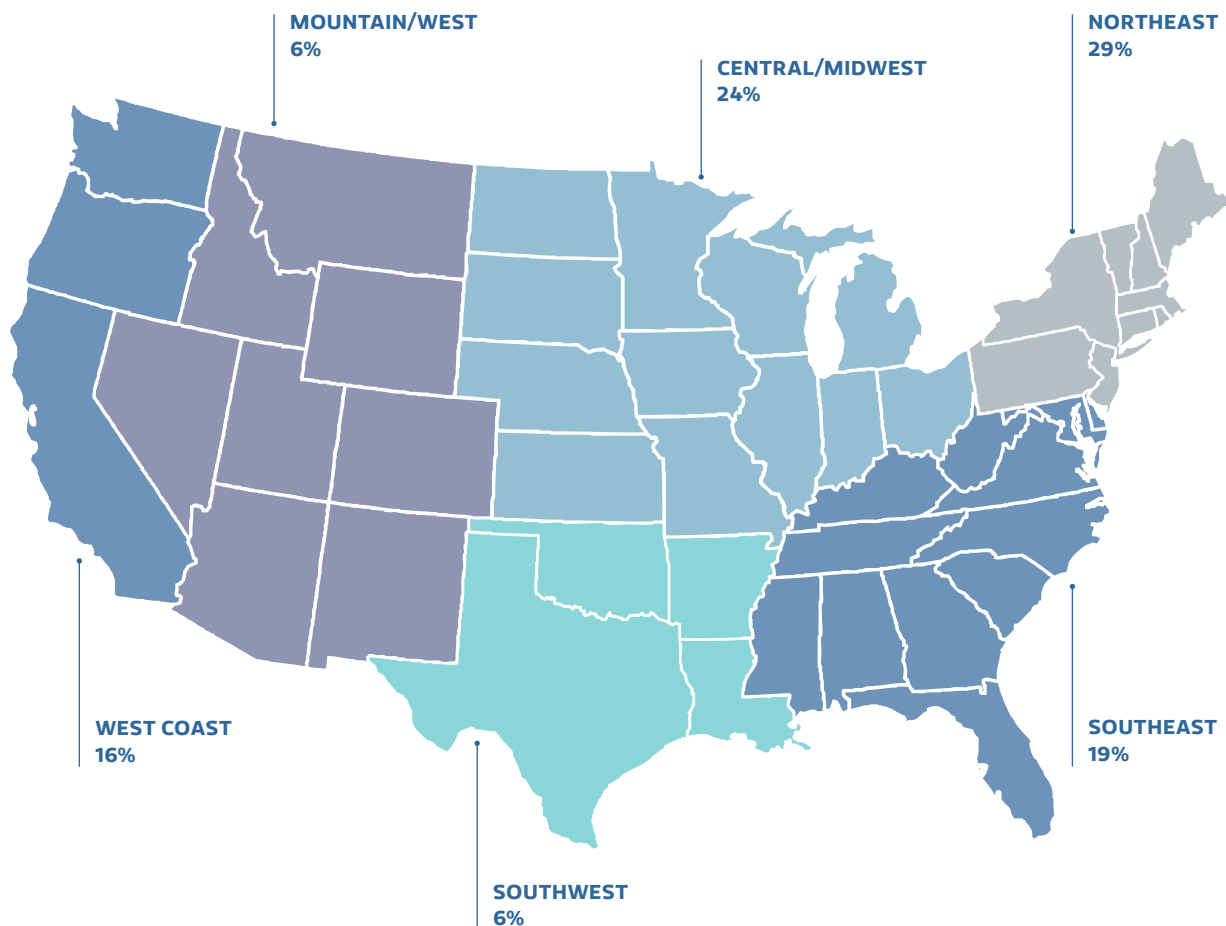 MOUNTAIN/WEST
6%
CENTRAL/MIDWEST
24%
NORTHEAST
29%
WEST COAST
16%
SOUTHWEST
6%
SOUTHEAST
19%